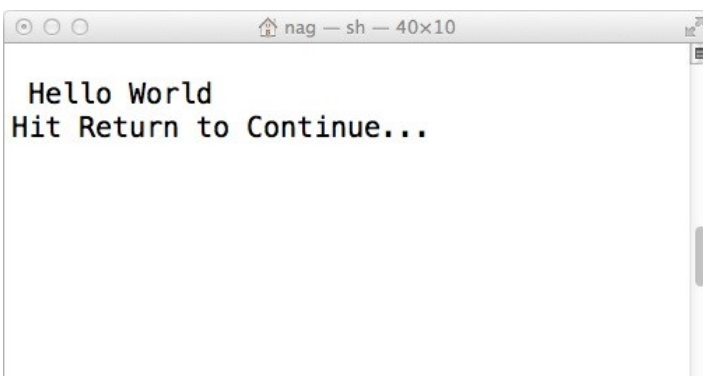 nag — sh — 40×10
Hello World
Hit Return to Continue...